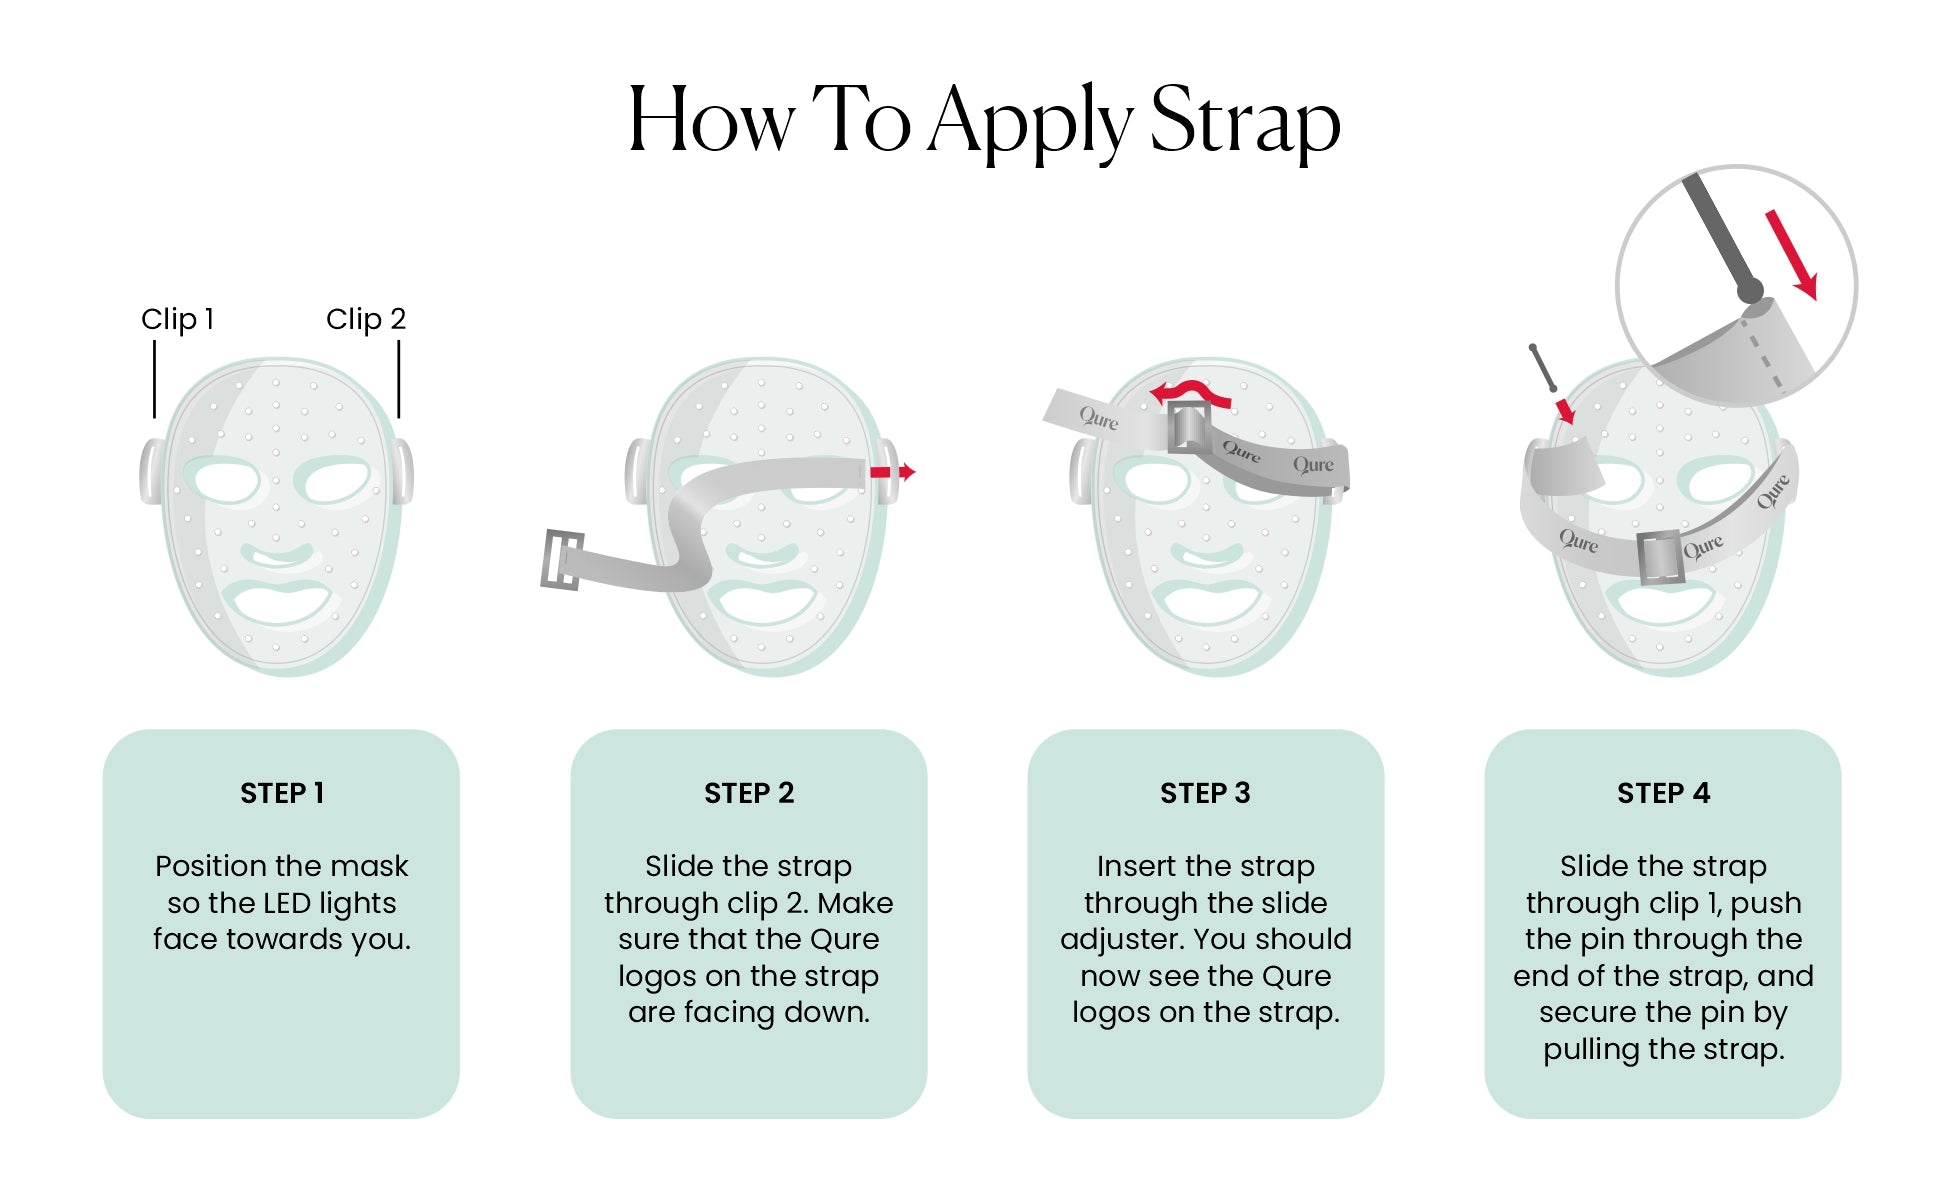 How To Apply Strap
Clip 1
Clip 2
Qure
Qure
Qure
Qure
Qure
Qure
STEP 1
Position the mask
so the LED lights
face towards you.
STEP 2
Slide the strap
through clip 2. Make
sure that the Qure
logos on the strap
are facing down.
STEP 3
Insert the strap
through the slide
adjuster. You should
now see the Qure
logos on the strap.
STEP 4
Slide the strap
through clip 1, push
the pin through the
end of the strap, and
secure the pin by
pulling the strap.